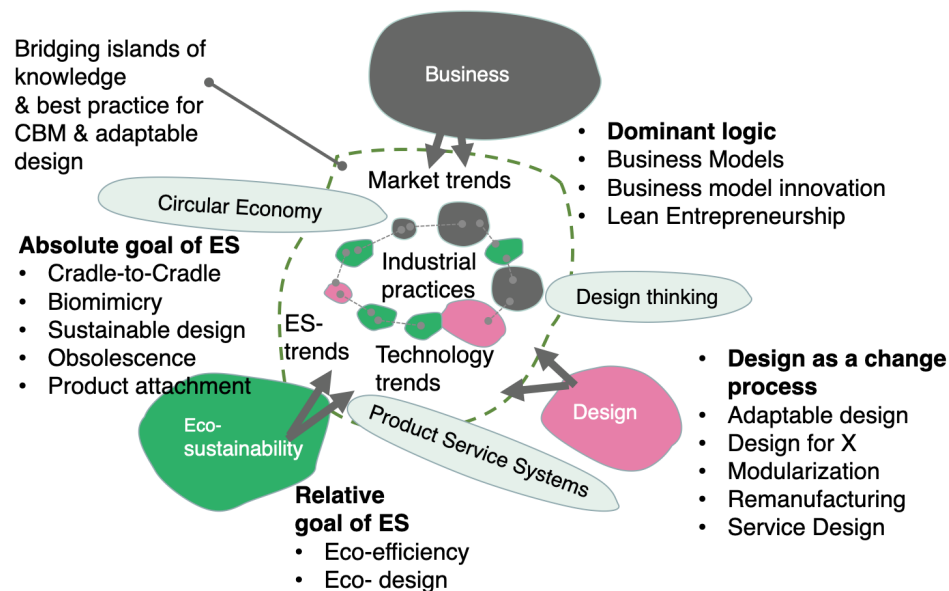 Bridging islands of
knowledge
& best practice for
CBM & adaptable
design
Business
• Dominant logic
• Business Models
• Business model innovation
• Lean Entrepreneurship
Market trends
Circular Economy
Absolute goal of ES
• Cradle-to-Cradle
• Biomimicry
• Sustainable design
• Obsolescence
• Product attachment
Industrial
practices
Design thinking
ES-
trends
Technology
trends
• Design as a change
process
• Adaptable design
• Design for X
• Modularization
• Remanufacturing
• Service Design
Design
Eco-
sustainability
Product Service Systems
Relative
goal of ES
• Eco-efficiency
• Eco- design